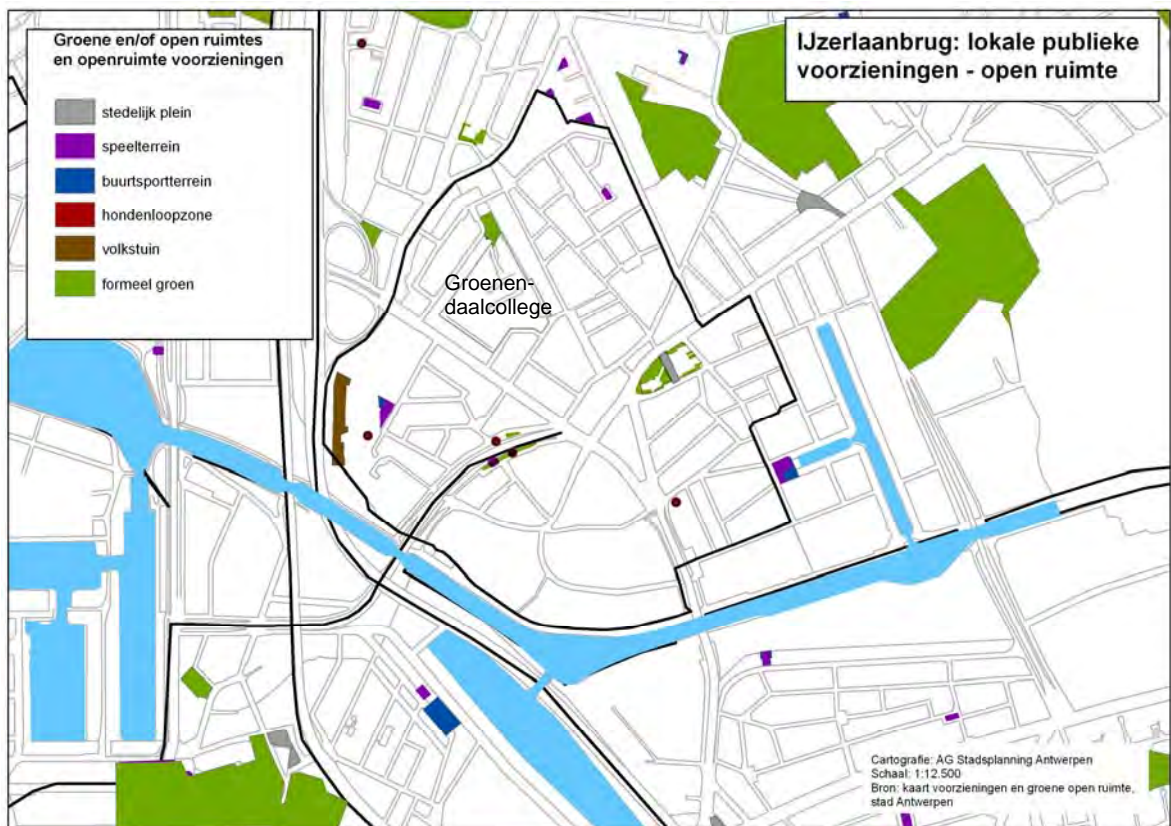 Groene en/of open ruimtes
en openruimte voorzieningen
stedelijk plein
speelterrein
buurtsportterrein
hondenloopzone
volkstuin
formeel groen
IJzerlaanbrug: lokale publieke
voorzieningen - open ruimte
Groenen-
daalcollege
Cartografie: AG Stadsplanning Antwerpen
Schaal: 1:12.500
Bron: kaart voorzieningen en groene open ruimte,
stad Antwerpen